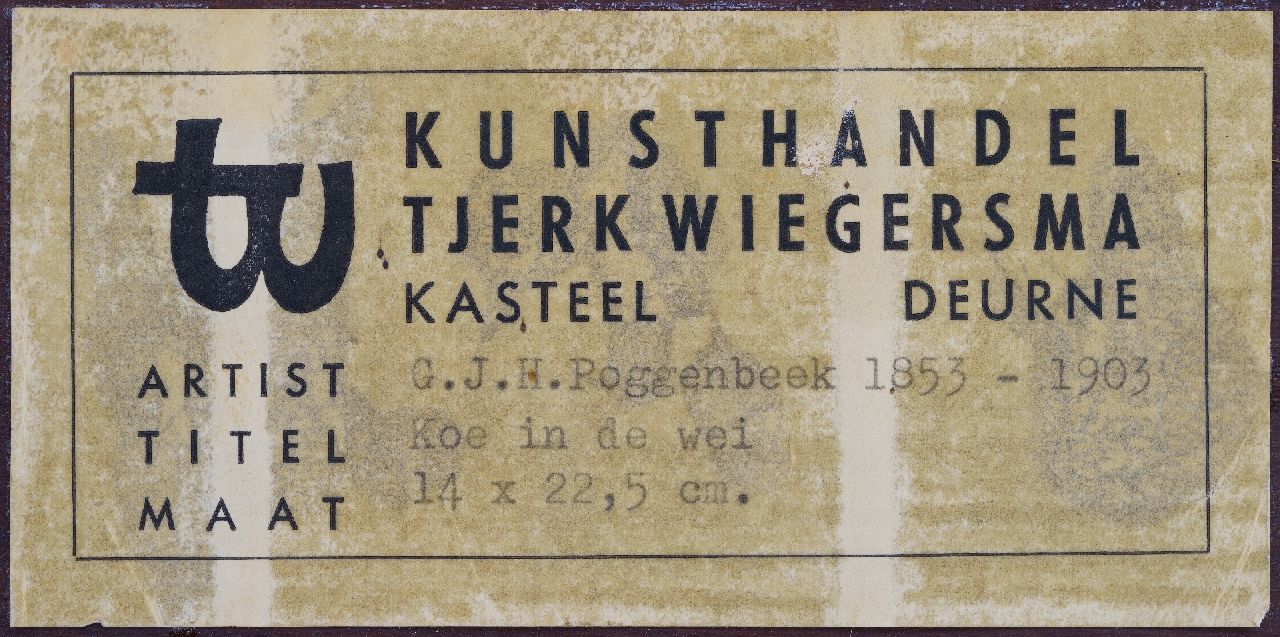 KUNSTHANDEL
TJERK WIEGERSMA
KASTEEL DEURNE
ARTIST G.J.H.Poggenbeek 1853 - 1903
TITEL Koe in de wei
MAAT 14 x 22,5 cm.